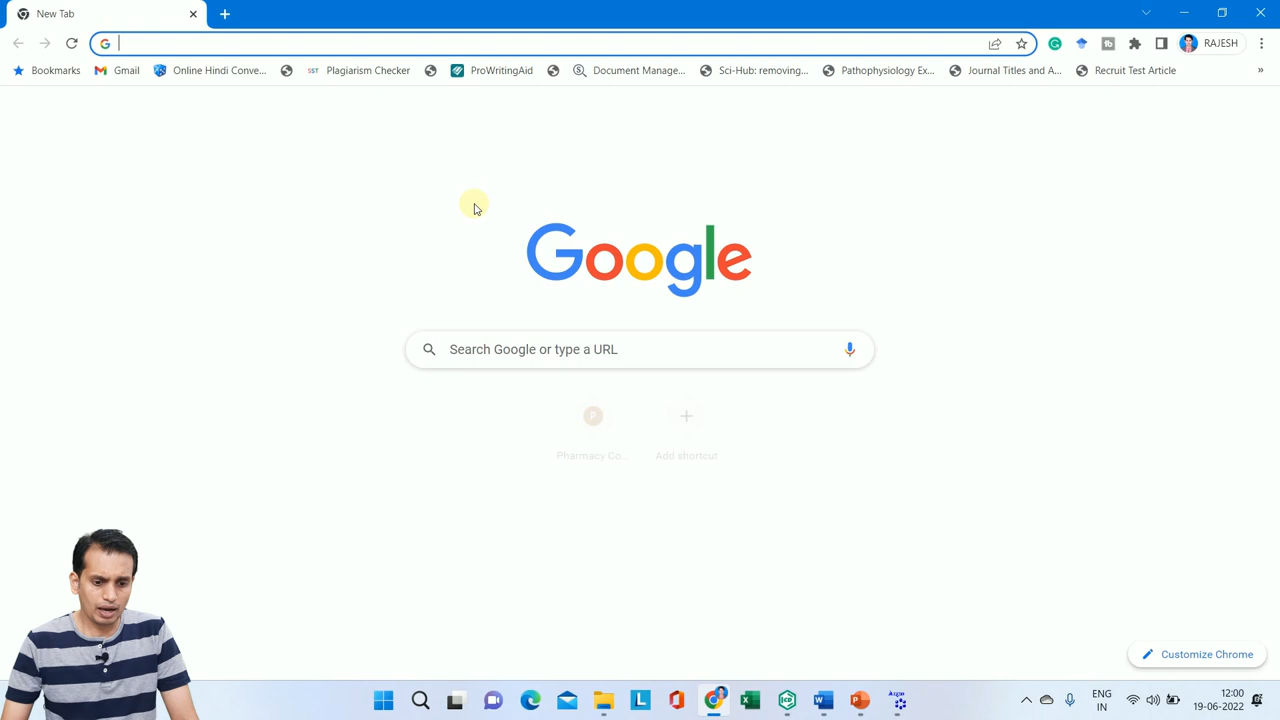 New Tab
RAJESH
Bookmarks Gmail Online Hindi Conve... SST Plagiarism Checker ProWritingAid Document Manage... Sci-Hub: removing... Pathophysiology Ex... Journal Titles and A... Recruit Test Article »
Google
Search Google or type a URL
P
Pharmacy Co... Add shortcut
Customize Chrome
ENG 12:00
IN 19-06-2022